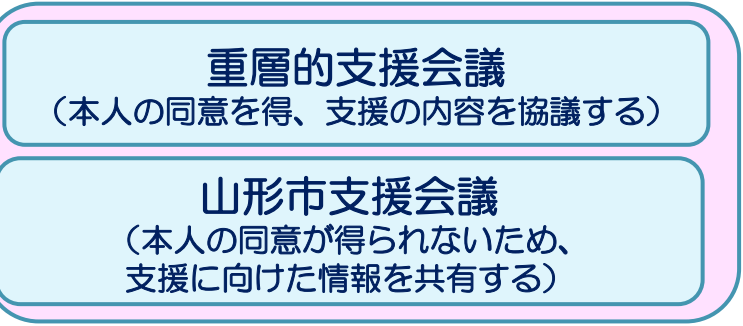 重層的支援会議
（本人の同意を得、支援の内容を協議する）
山形市支援会議
（本人の同意が得られないため、
支援に向けた情報を共有する）